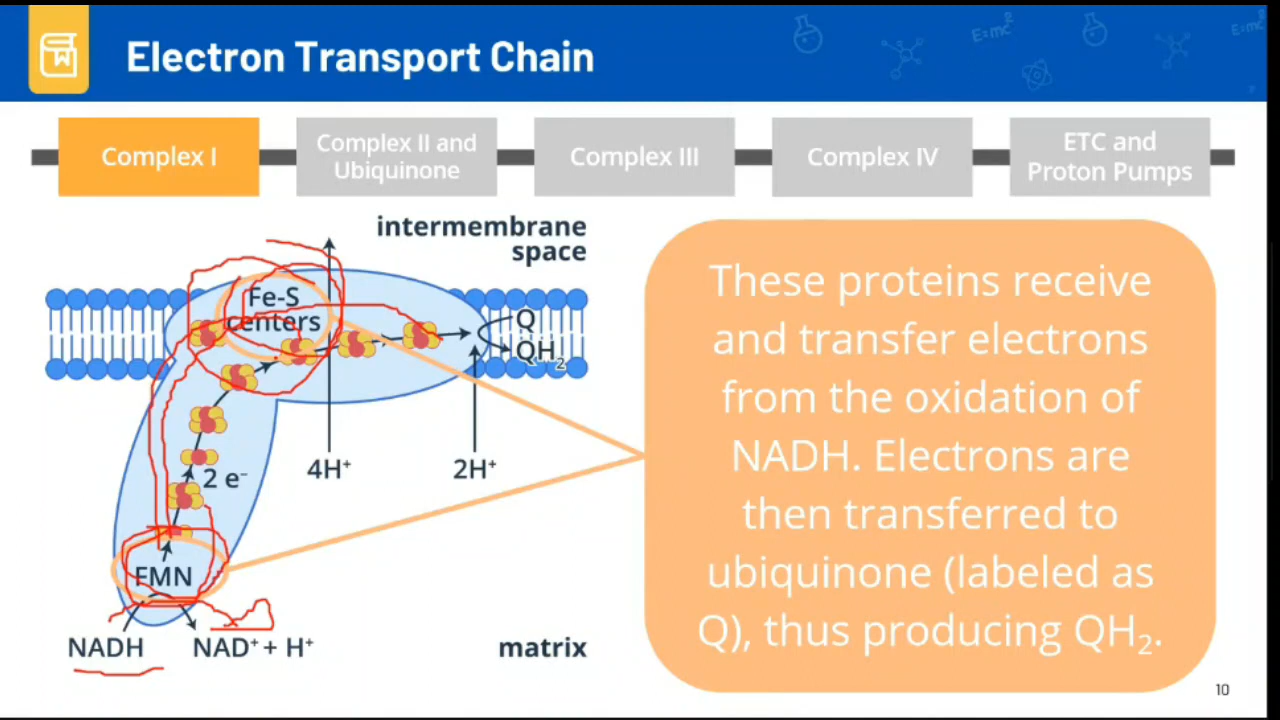 Electron Transport Chain
E=mc²
E=mc²
Complex I
Complex II and
Ubiquinone
Complex III
Complex IV
ETC and
Proton Pumps
intermembrane
space
Fe-S
centers
Q
QH₂
2 e⁻
4H⁺
2H⁺
FMN
NADH
NAD⁺ + H⁺
matrix
These proteins receive
and transfer electrons
from the oxidation of
NADH. Electrons are
then transferred to
ubiquinone (labeled as
Q), thus producing QH₂.
10